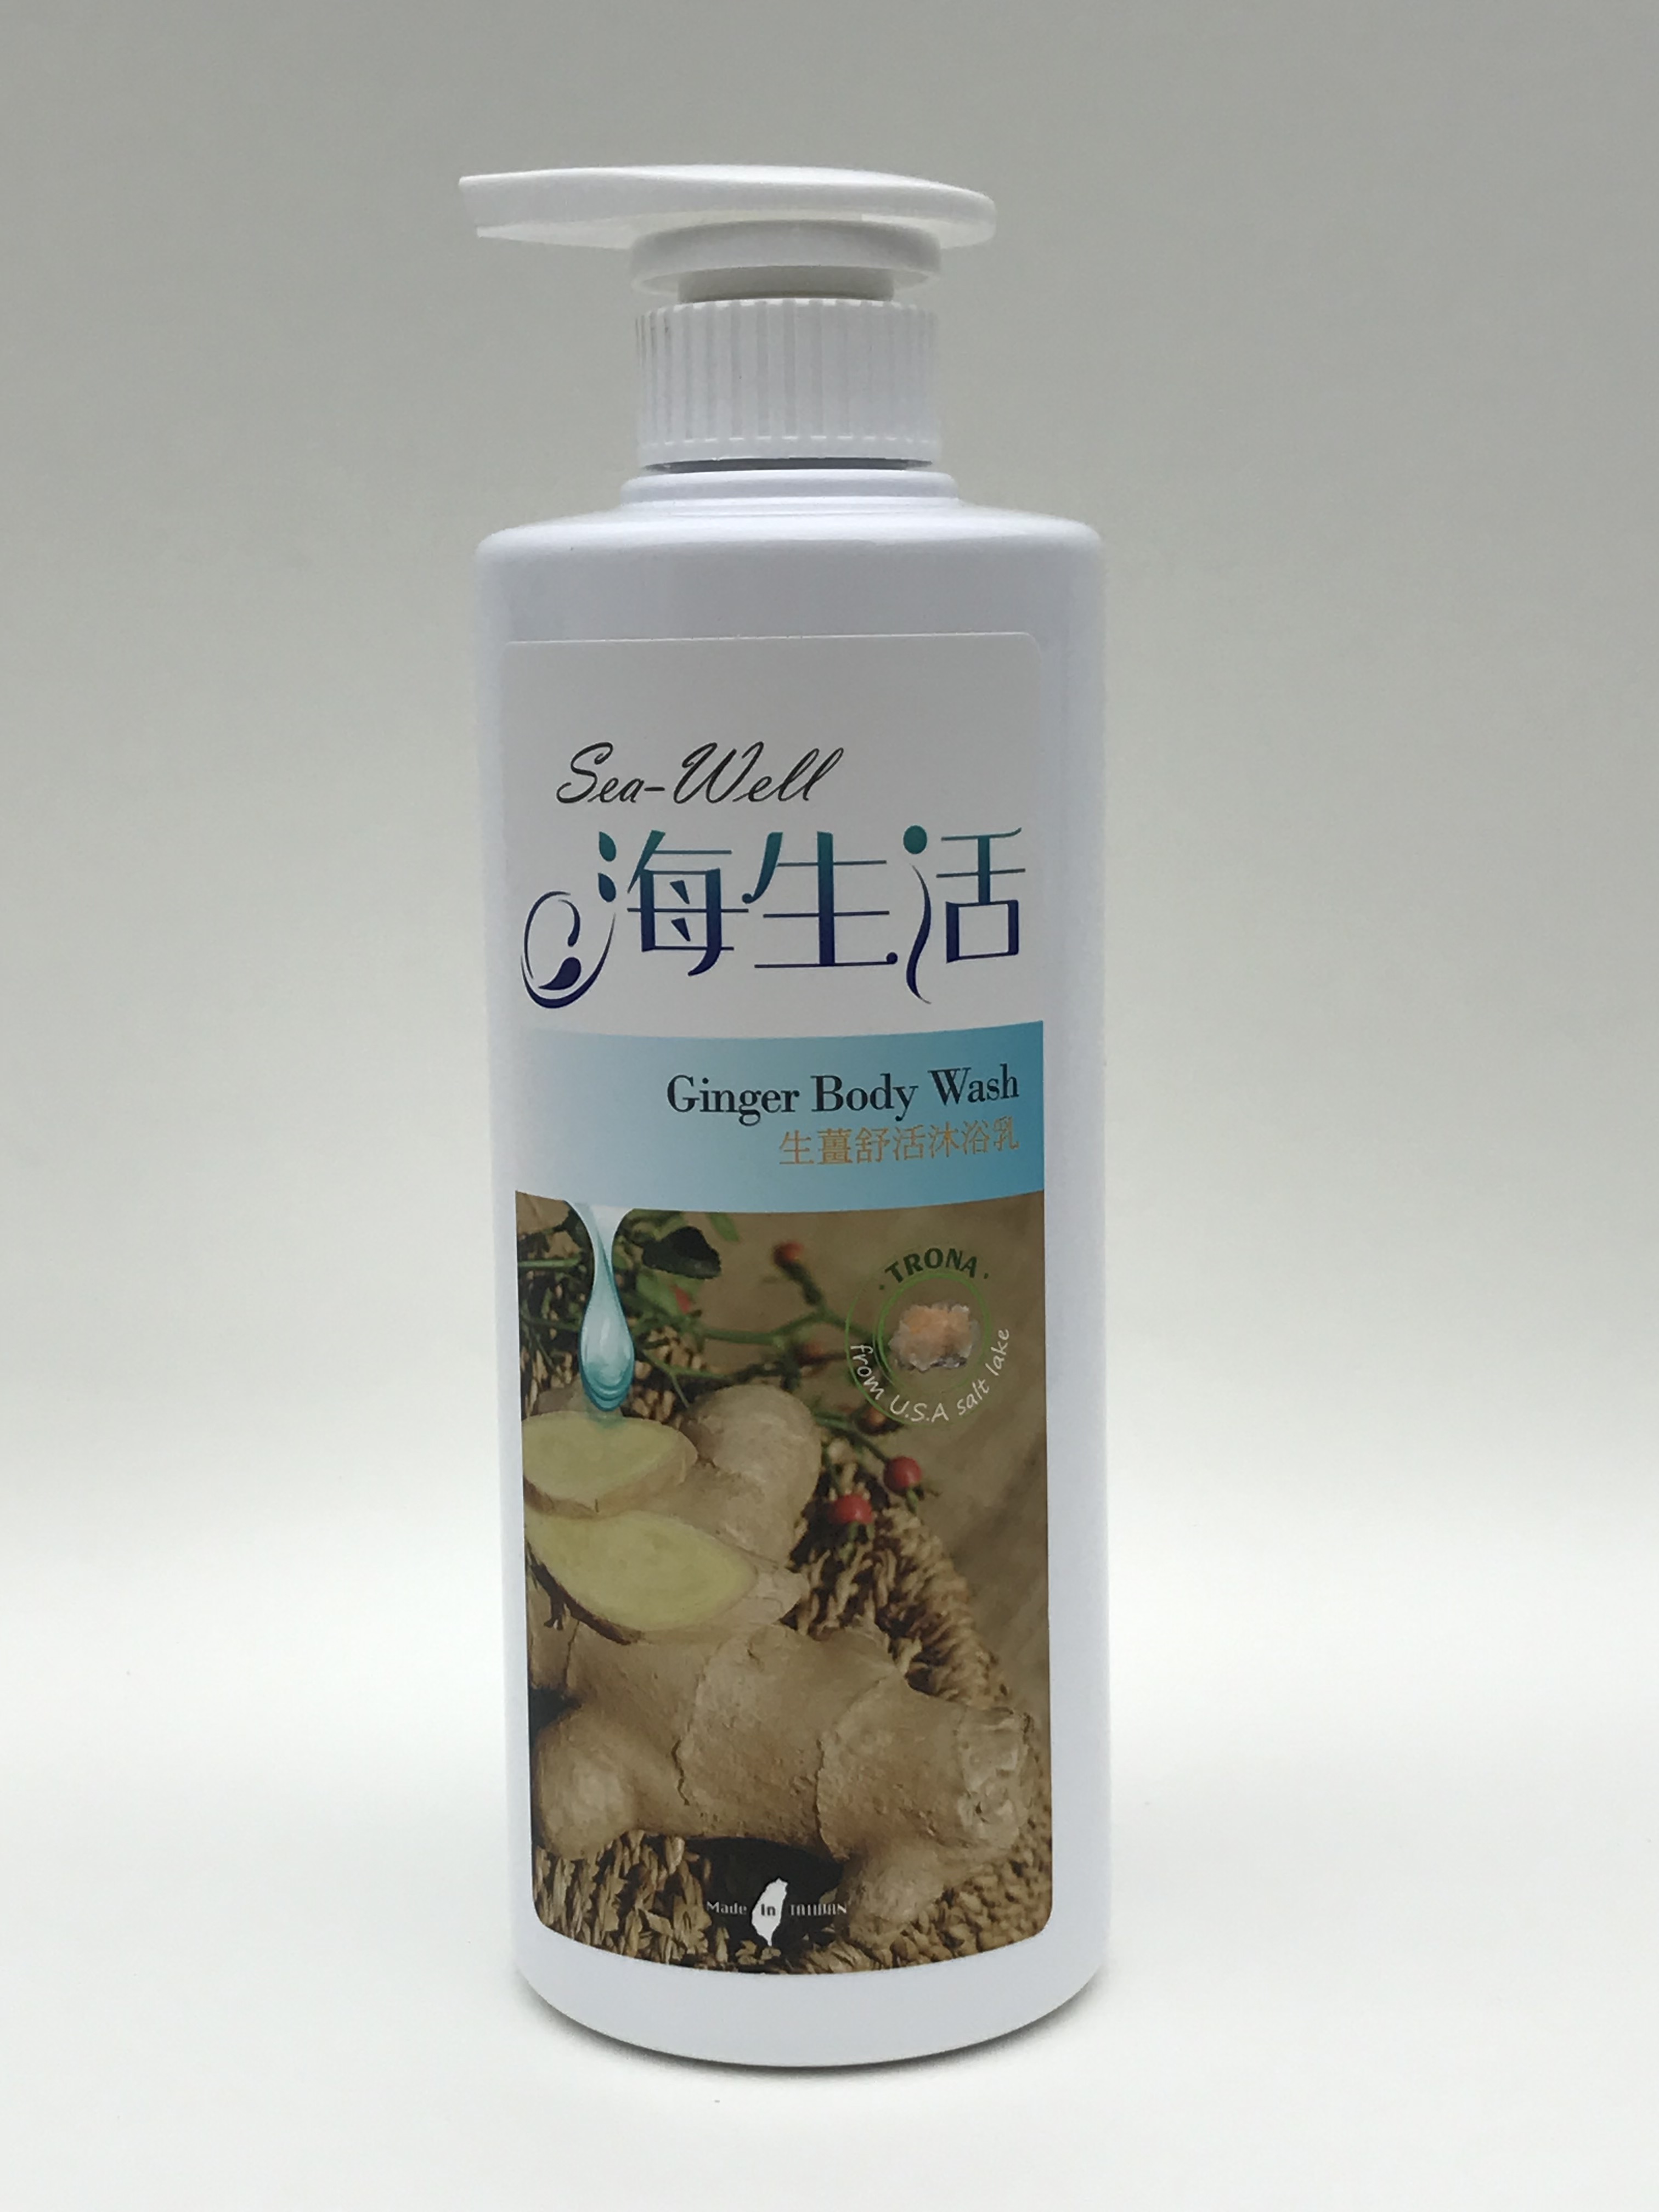 Sea-Well
海生活
Ginger Body Wash
生薑舒活沐浴乳
·TRONA·
from U.S.A salt lake
Made In TAIWAN